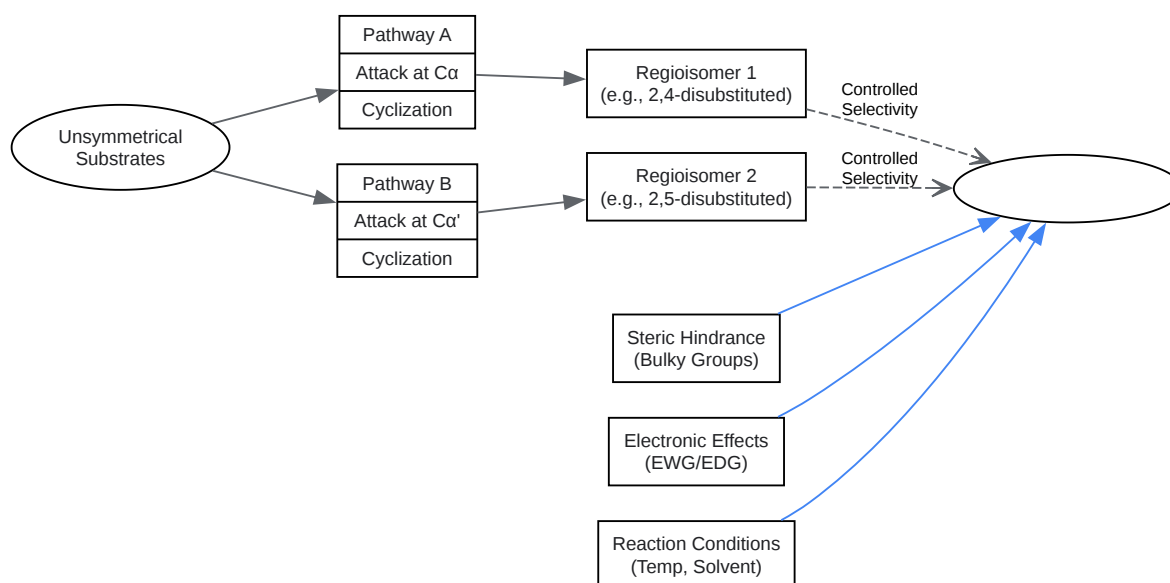 Unsymmetrical
Substrates
Pathway A
Attack at Cα
Cyclization
Pathway B
Attack at Cα'
Cyclization
Regioisomer 1
(e.g., 2,4-disubstituted)
Regioisomer 2
(e.g., 2,5-disubstituted)
Controlled
Selectivity
Controlled
Selectivity
Steric Hindrance
(Bulky Groups)
Electronic Effects
(EWG/EDG)
Reaction Conditions
(Temp, Solvent)